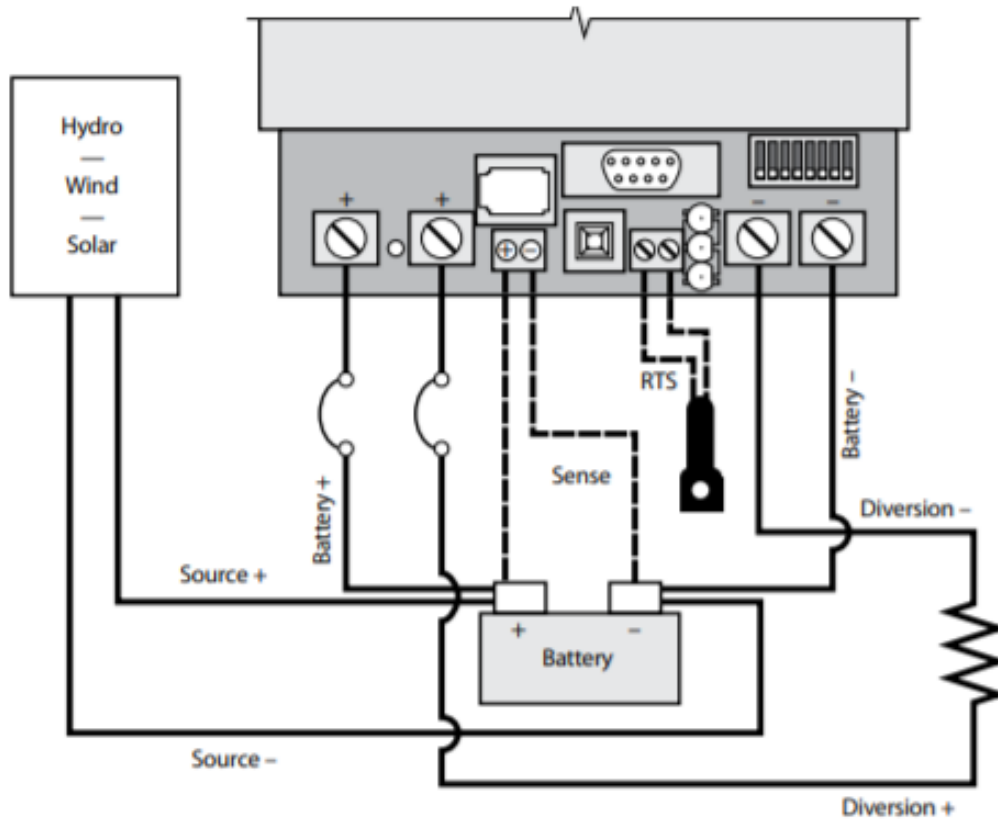 Hydro
—
Wind
—
Solar
+
+
+ −
−
−
RTS
Sense
Battery +
Battery −
Diversion −
Source +
+
−
Battery
Source −
Diversion +